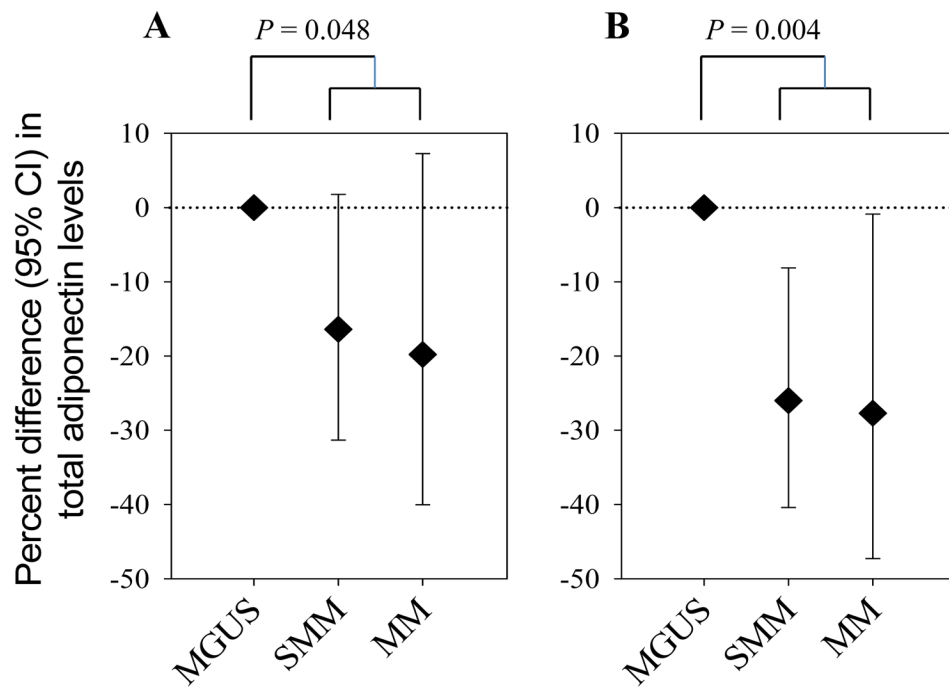 A
P = 0.048
B
P = 0.004
Percent difference (95% CI) in
total adiponectin levels
10
0
-10
-20
-30
-40
-50
MGUS
SMM
MM
10
0
-10
-20
-30
-40
-50
MGUS
SMM
MM